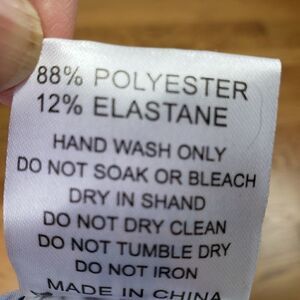 88% POLYESTER
12% ELASTANE
HAND WASH ONLY
DO NOT SOAK OR BLEACH
DRY IN SHAND
DO NOT DRY CLEAN
DO NOT TUMBLE DRY
DO NOT IRON
MADE IN CHINA